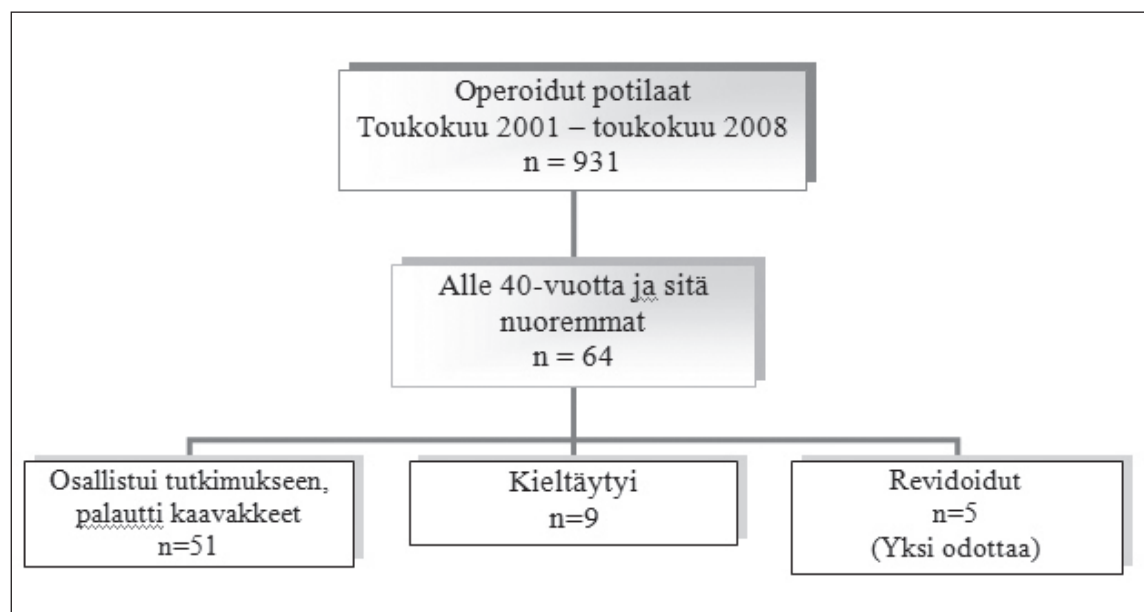 Operoidut potilaat
Toukokuu 2001 – toukokuu 2008
n = 931
Alle 40-vuotta ja sitä
nuoremmat
n = 64
Osallistui tutkimukseen,
palautti kaavakkeet
n=51
Kieltäytyi
n=9
Revidoidut
n=5
(Yksi odottaa)